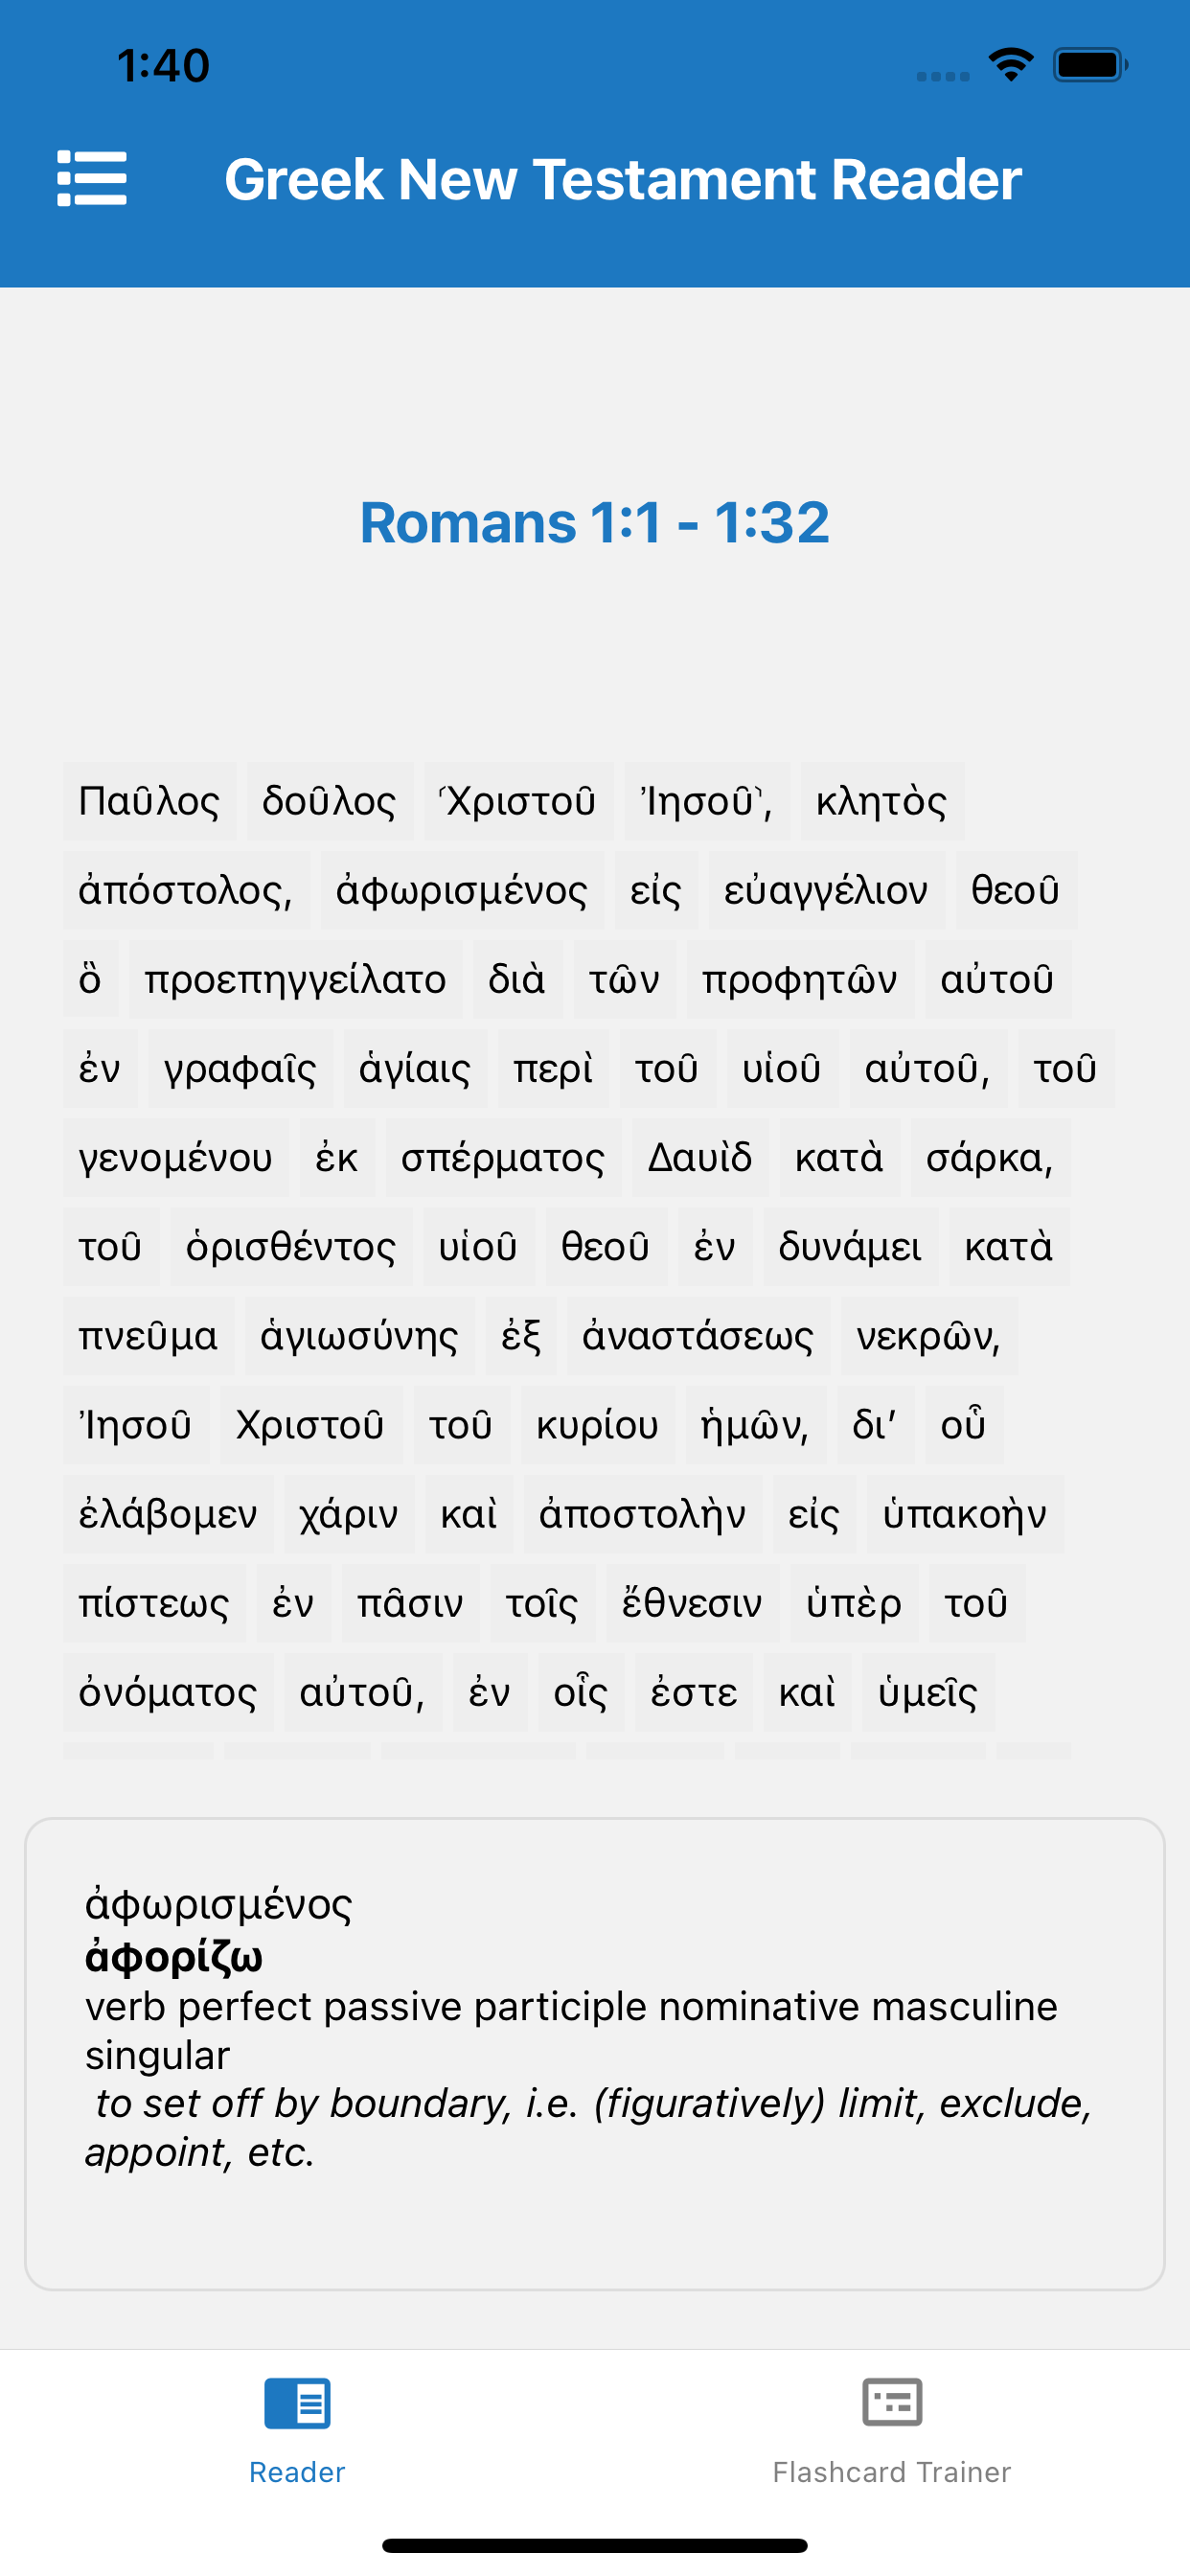 1:40
Greek New Testament Reader
Romans 1:1 - 1:32
Παῦλος δοῦλος ⸂Χριστοῦ Ἰησοῦ⸃, κλητὸς
ἀπόστολος, ἀφωρισμένος εἰς εὐαγγέλιον θεοῦ
ὃ προεπηγγείλατο διὰ τῶν προφητῶν αὐτοῦ
ἐν γραφαῖς ἁγίαις περὶ τοῦ υἱοῦ αὐτοῦ, τοῦ
γενομένου ἐκ σπέρματος Δαυὶδ κατὰ σάρκα,
τοῦ ὁρισθέντος υἱοῦ θεοῦ ἐν δυνάμει κατὰ
πνεῦμα ἁγιωσύνης ἐξ ἀναστάσεως νεκρῶν,
Ἰησοῦ Χριστοῦ τοῦ κυρίου ἡμῶν, δι’ οὗ
ἐλάβομεν χάριν καὶ ἀποστολὴν εἰς ὑπακοὴν
πίστεως ἐν πᾶσιν τοῖς ἔθνεσιν ὑπὲρ τοῦ
ὀνόματος αὐτοῦ, ἐν οἷς ἐστε καὶ ὑμεῖς
ἀφωρισμένος
ἀφορίζω
verb perfect passive participle nominative masculine
singular
to set off by boundary, i.e. (figuratively) limit, exclude,
appoint, etc.
Reader
Flashcard Trainer